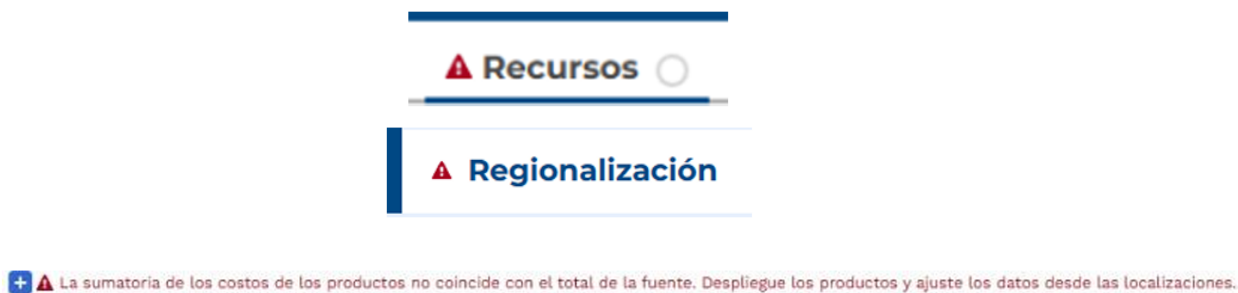 Recursos
Regionalización
La sumatoria de los costos de los productos no coincide con el total de la fuente. Despliegue los productos y ajuste los datos desde las localizaciones.